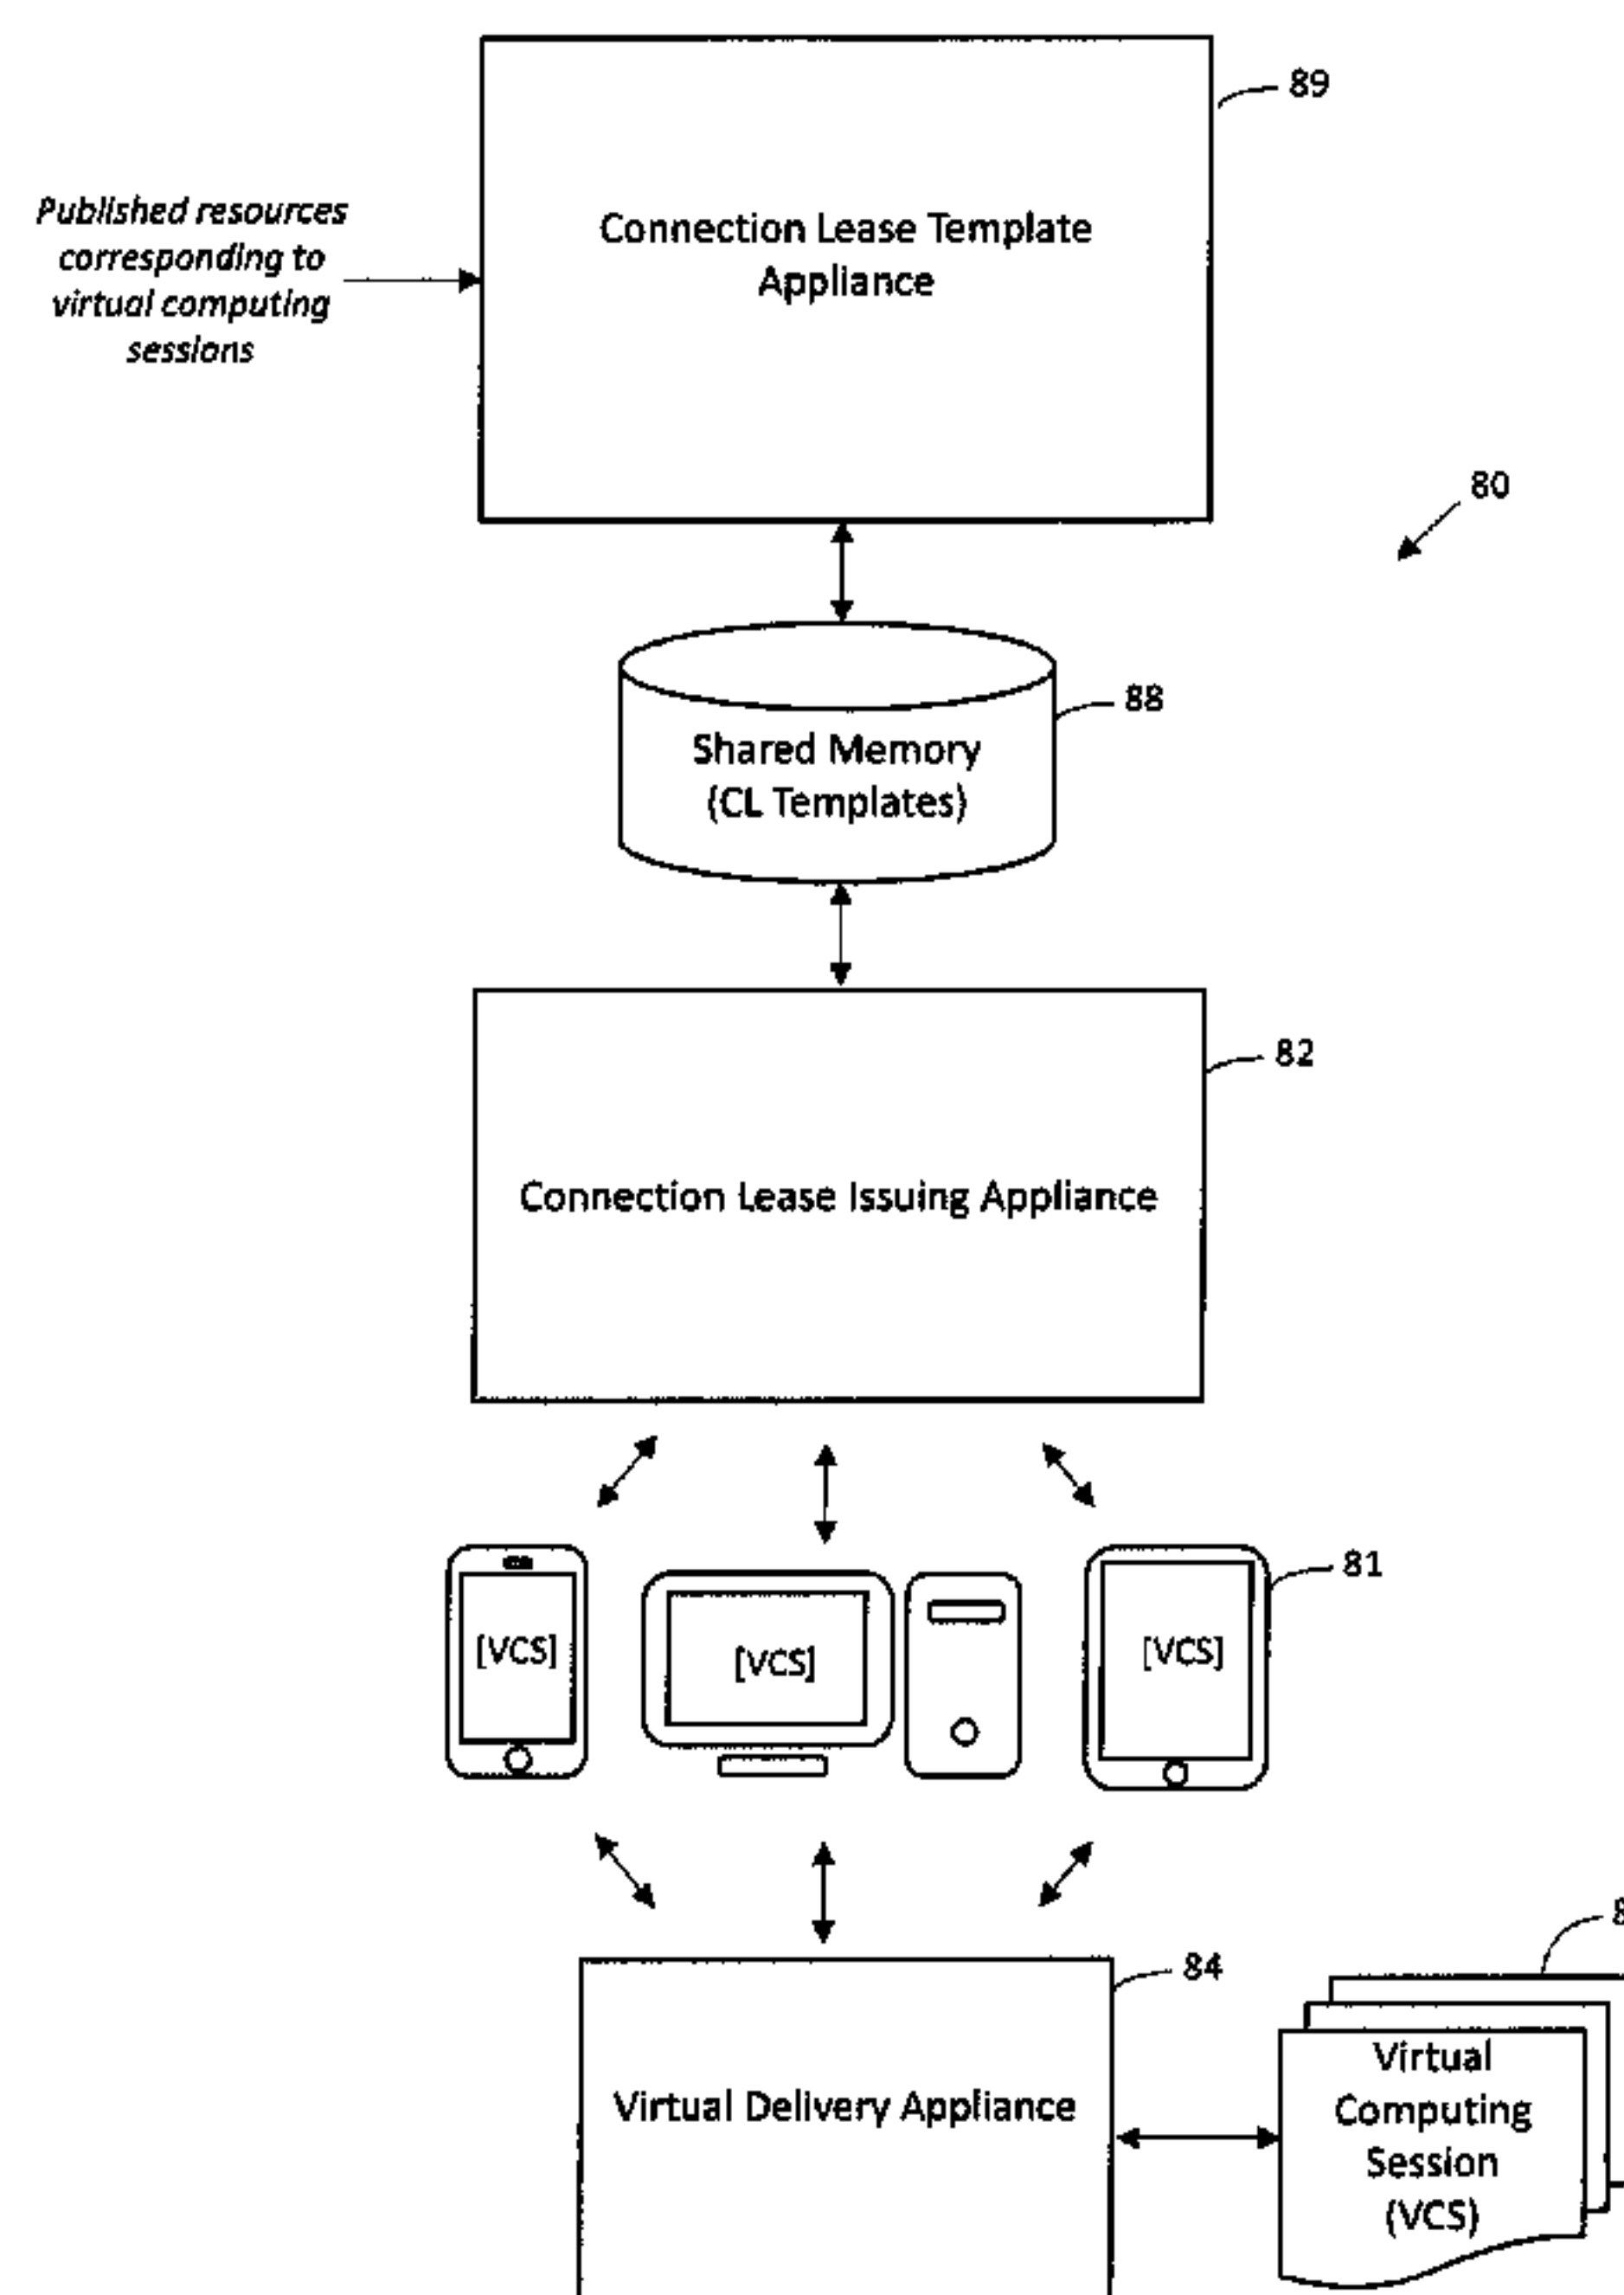 89
Published resources
corresponding to
virtual computing
sessions
Connection Lease Template
Appliance
80
88
Shared Memory
(CL Templates)
82
Connection Lease Issuing Appliance
81
[VCS]
[VCS]
[VCS]
84
Virtual Delivery Appliance
Virtual
Computing
Session
(VCS)